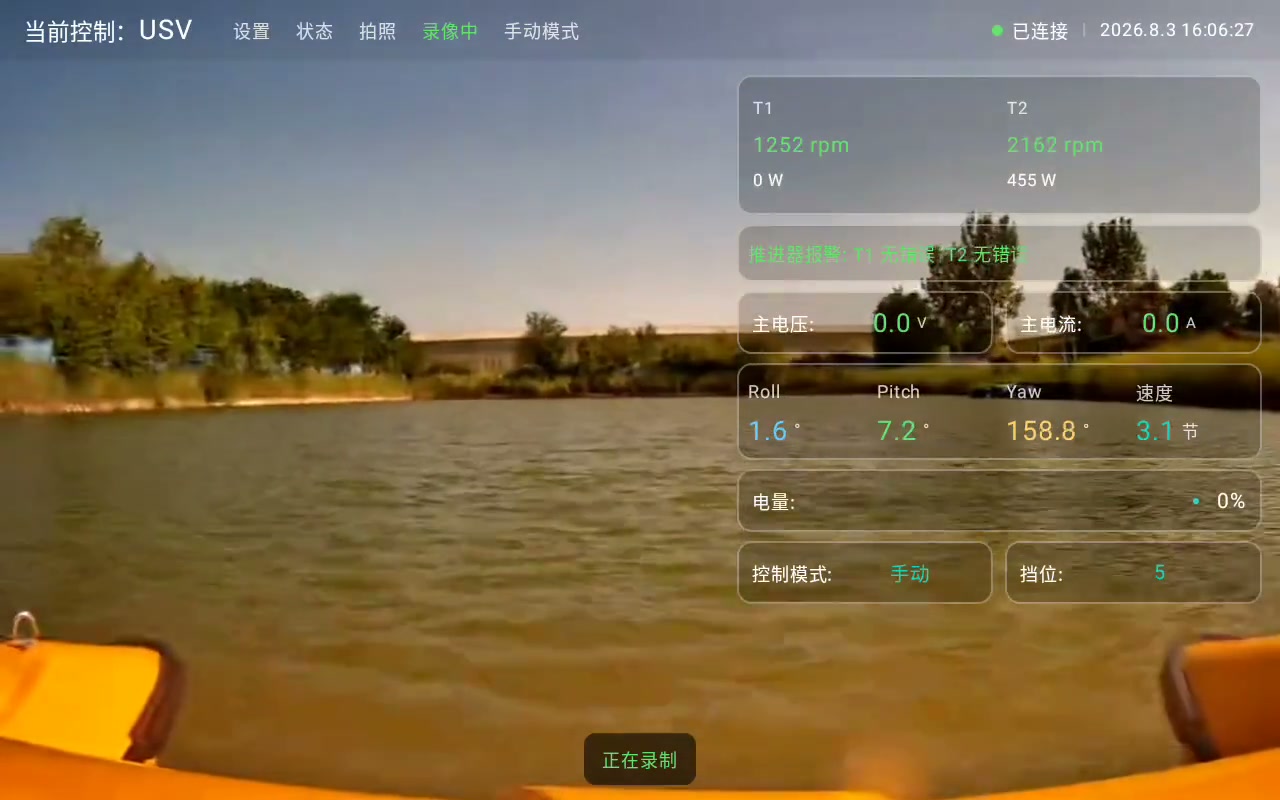 当前控制: USV 设置 状态 拍照 录像中 手动模式 已连接 2026.8.3 16:06:27
T1 T2
1252 rpm 2162 rpm
0 W 455 W
推进器报警: T1 无错误 T2 无错误
主电压: 0.0 V 主电流: 0.0 A
Roll Pitch Yaw 速度
1.6 ° 7.2 ° 158.8 ° 3.1 节
电量: 0%
控制模式: 手动 挡位: 5
正在录制